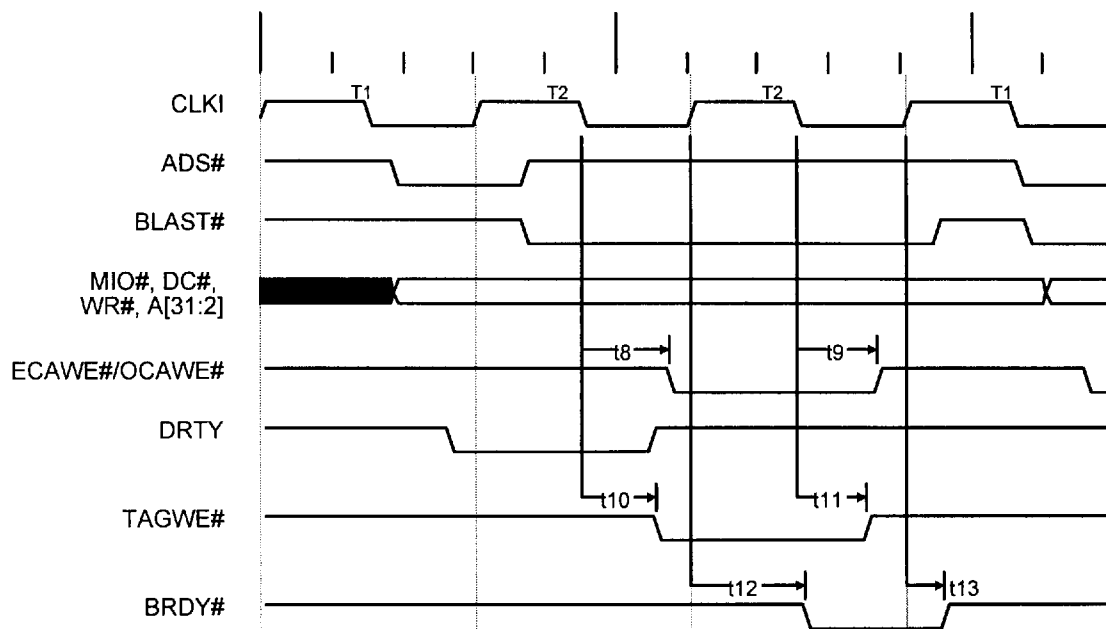 CLKI
T1
T2
T2
T1
ADS#
BLAST#
MIO#, DC#,
WR#, A[31:2]
t8
t9
ECAWE#/OCAWE#
DRTY
t10
t11
TAGWE#
t12
t13
BRDY#